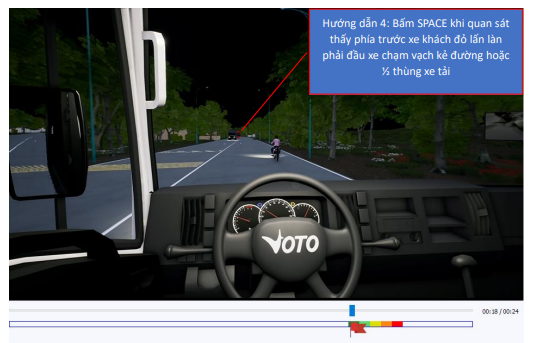 Hướng dẫn 4: Bấm SPACE khi quan sát
thấy phía trước xe khách đỏ lấn làn
phải đầu xe chạm vạch kẻ đường hoặc
½ thùng xe tải
VOTO
00:18 / 00:24